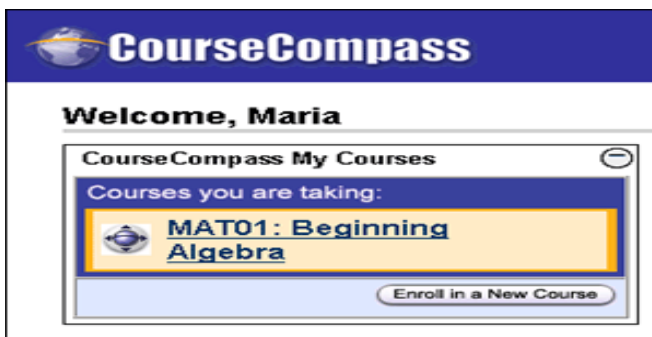 CourseCompass
Welcome, Maria
CourseCompass My Courses
Courses you are taking:
MAT01: Beginning
Algebra
Enroll in a New Course